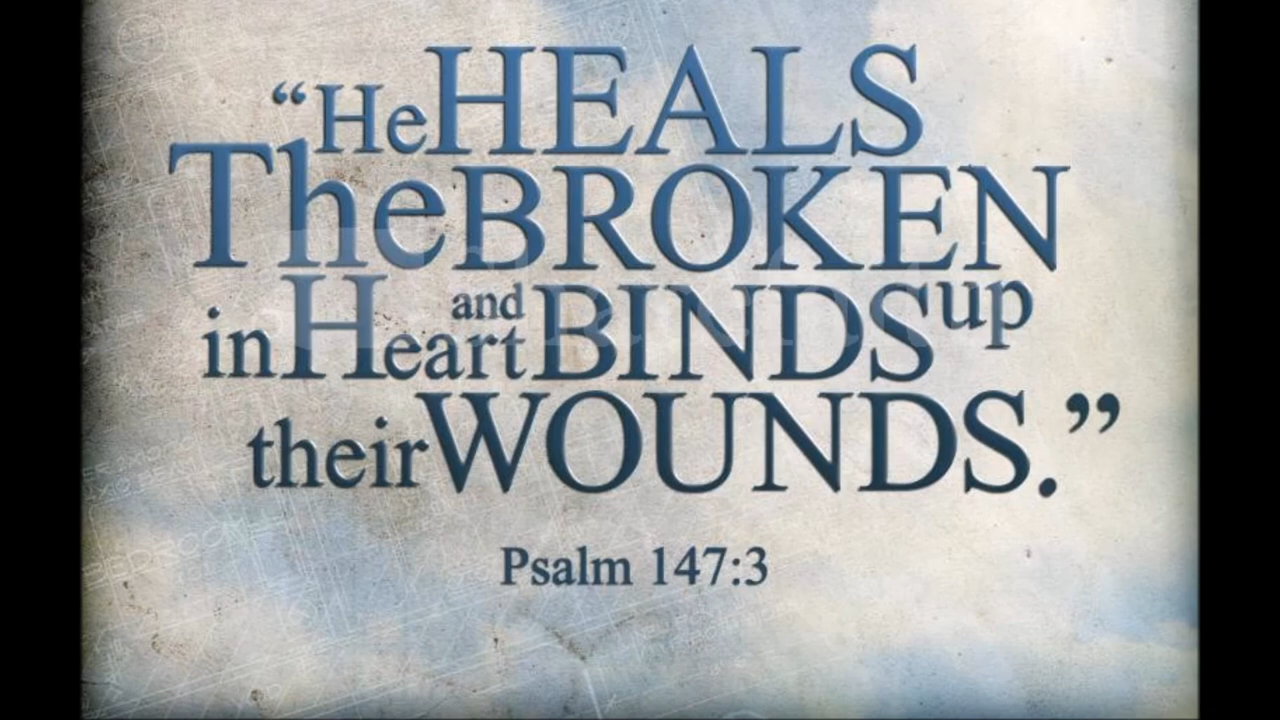 “He HEALS
The BROKEN
in Heart and BINDS up
their WOUNDS.”
Psalm 147:3